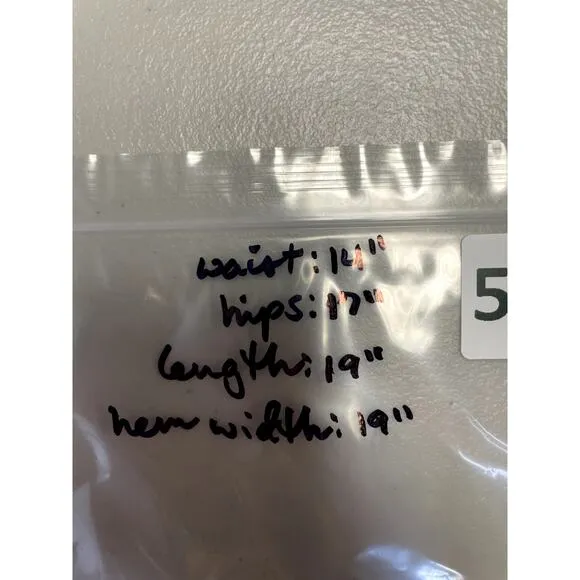 waist: 14"
hips: 17"
length: 19"
hem width: 19"
5